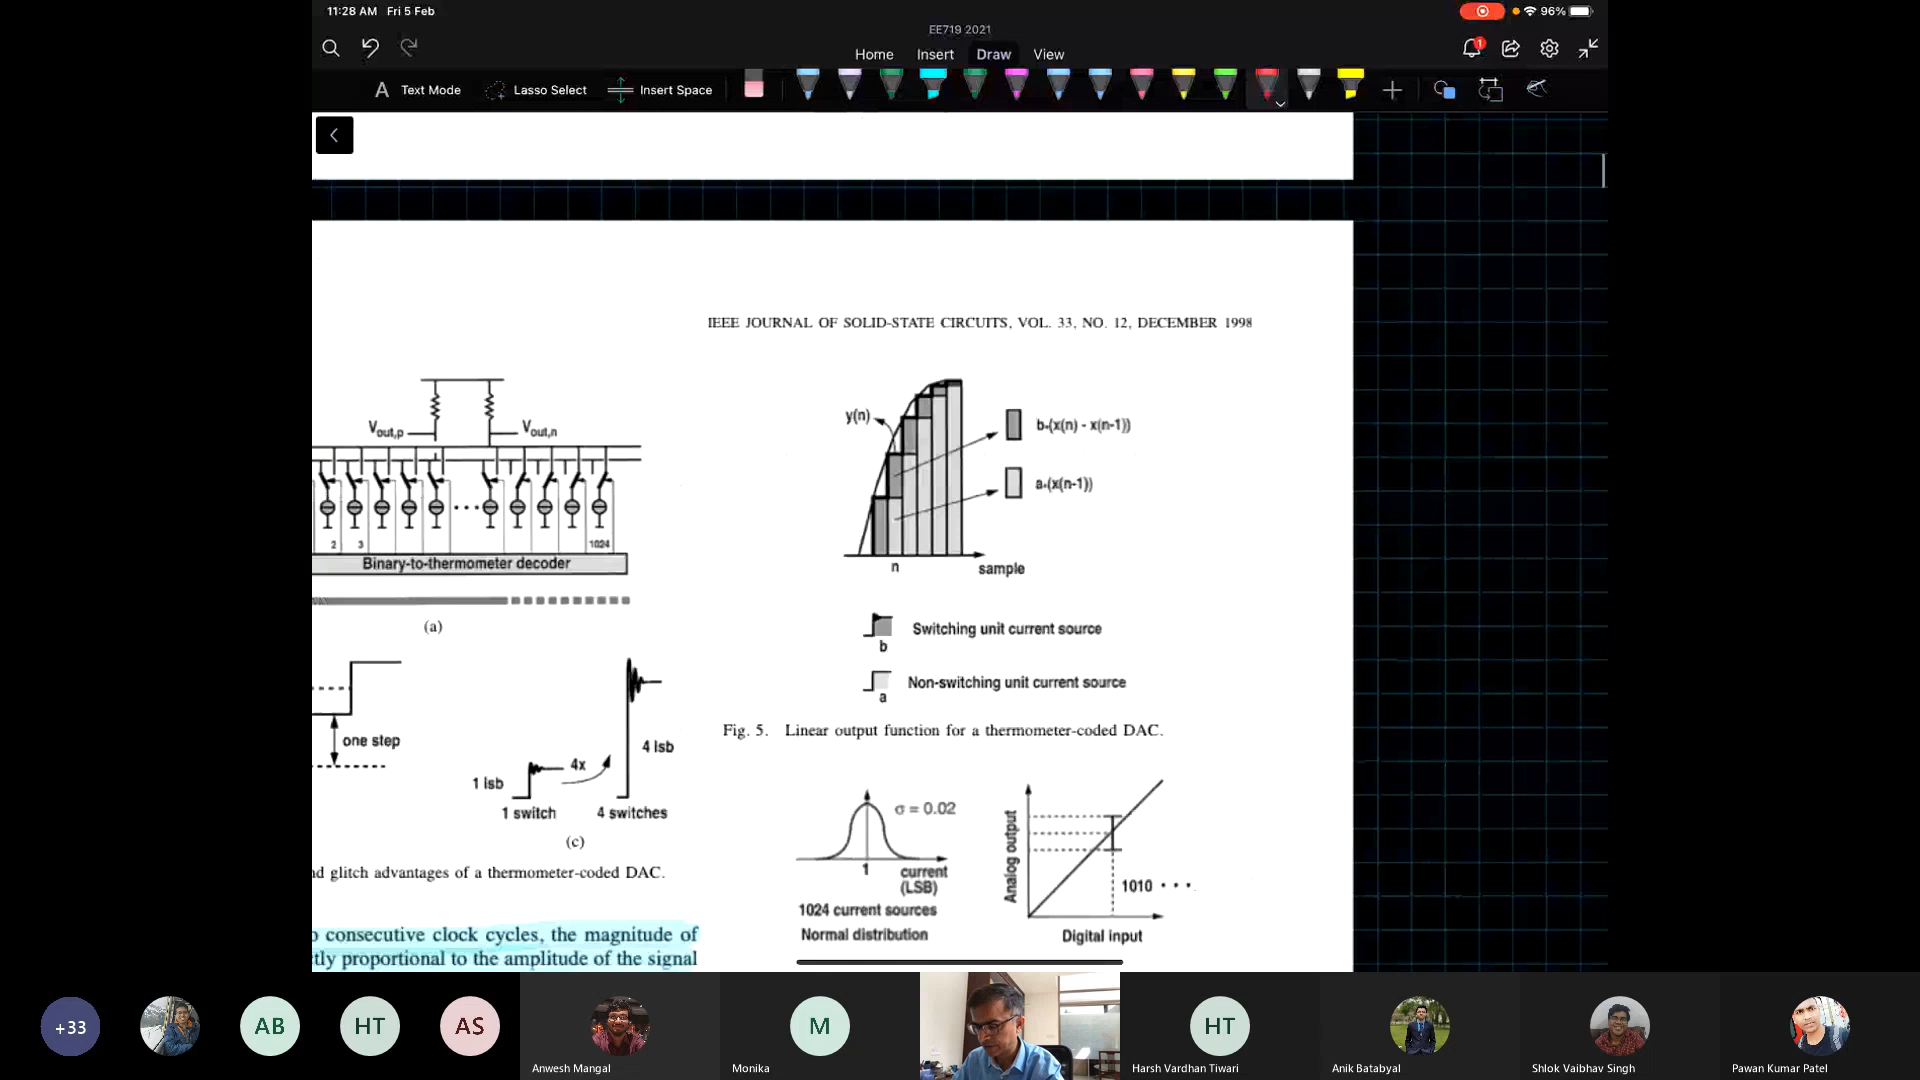 11:28 AM Fri 5 Feb
96%
EE719 2021
Home Insert Draw View
1
A Text Mode Lasso Select Insert Space
IEEE JOURNAL OF SOLID-STATE CIRCUITS, VOL. 33, NO. 12, DECEMBER 1998
Vout,p Vout,n
2 3 1024
Binary-to-thermometer decoder
(a)
one step
1 lsb 4x 4 lsb
1 switch 4 switches
(c)
glitch advantages of a thermometer-coded DAC.
consecutive clock cycles, the magnitude of
proportional to the amplitude of the signal
y(n)
b*(x(n) - x(n-1))
a*(x(n-1))
n sample
b Switching unit current source
a Non-switching unit current source
Fig. 5. Linear output function for a thermometer-coded DAC.
σ = 0.02
1 current
(LSB)
1024 current sources
Normal distribution
Analog output
1010 • • •
Digital input
+33
AB
HT
AS
Anwesh Mangal
M
Monika
HT
Harsh Vardhan Tiwari
Anik Batabyal
Shlok Vaibhav Singh
Pawan Kumar Patel